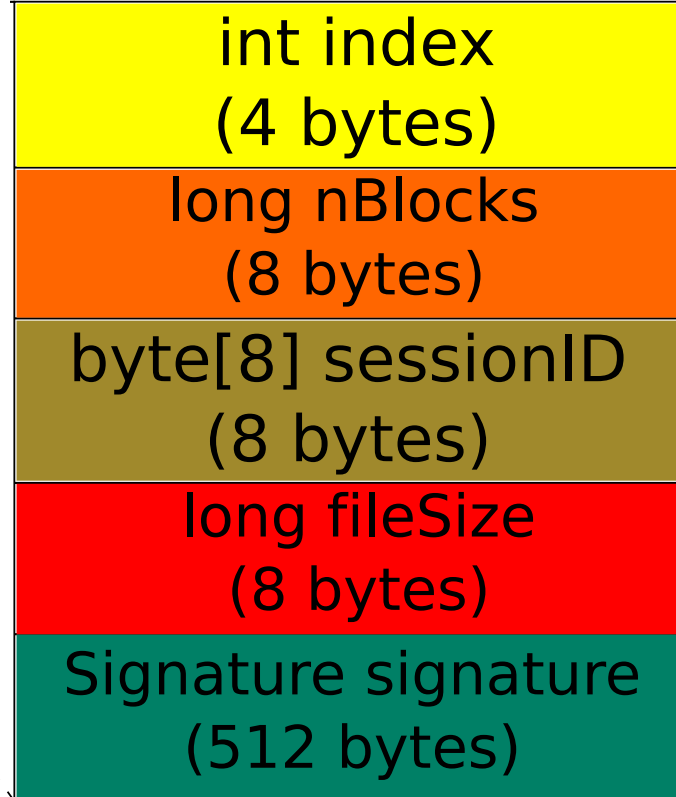 int index
(4 bytes)
long nBlocks
(8 bytes)
byte[8] sessionID
(8 bytes)
long fileSize
(8 bytes)
Signature signature
(512 bytes)